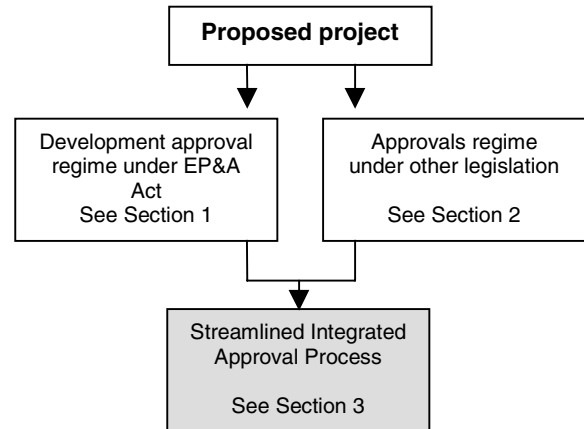 Proposed project
Development approval
regime under EP&A
Act
See Section 1
Approvals regime
under other legislation
See Section 2
Streamlined Integrated
Approval Process
See Section 3